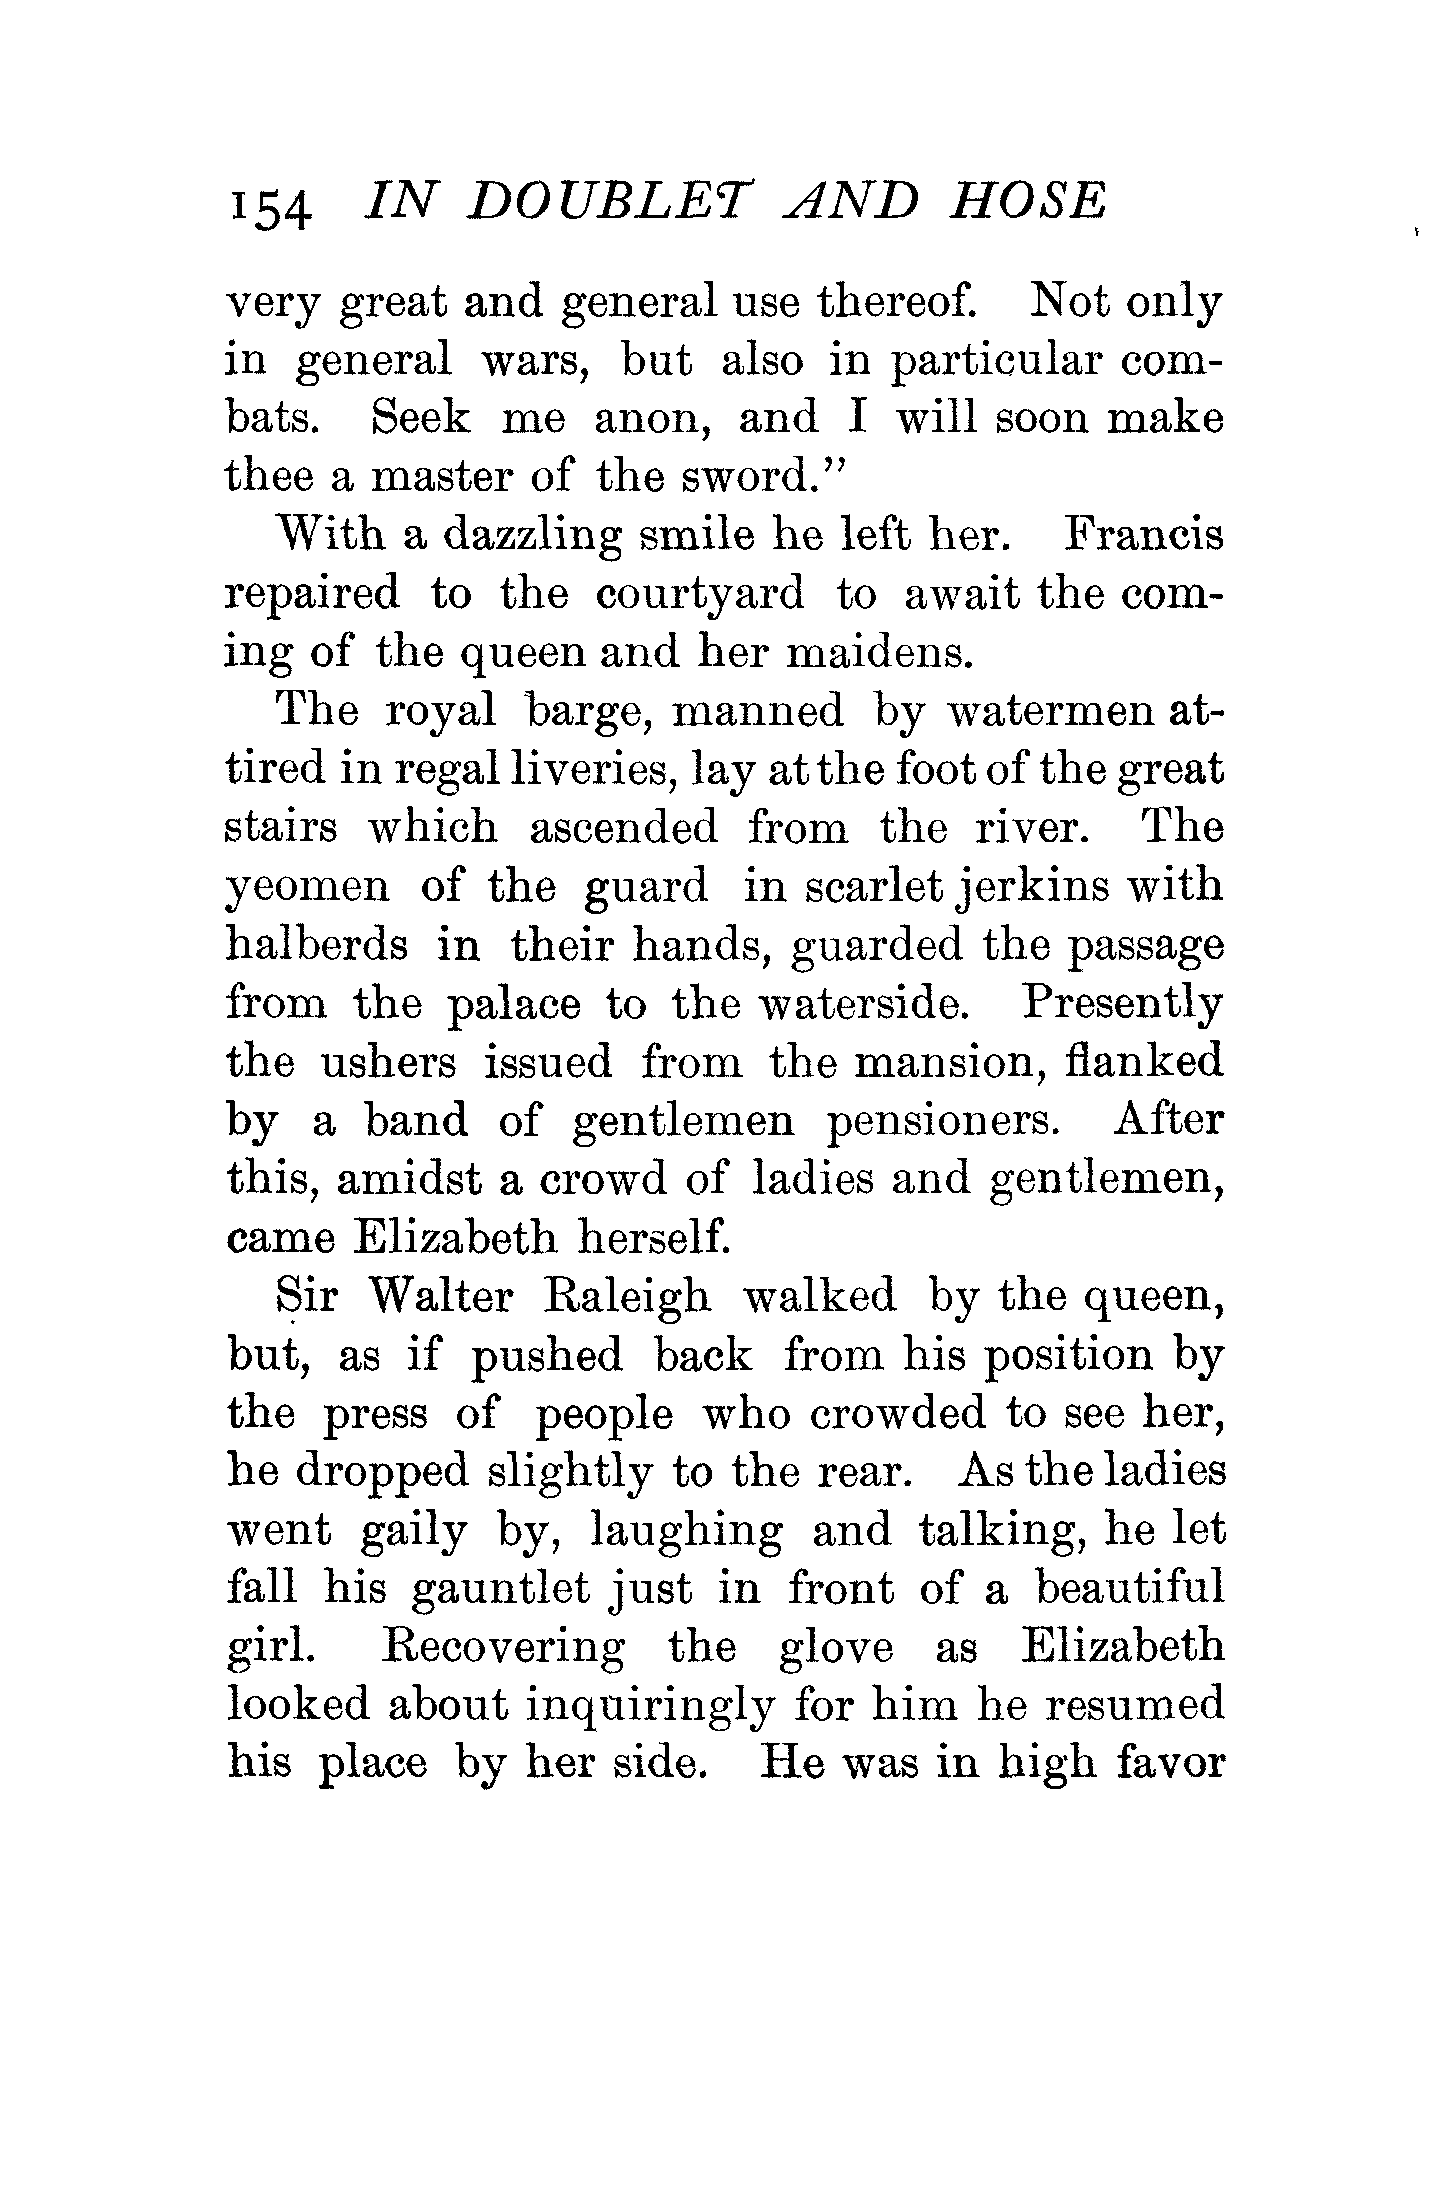 154 IN DOUBLET AND HOSE
very great and general use thereof. Not only
in general wars, but also in particular com-
bats. Seek me anon, and I will soon make
thee a master of the sword.”
With a dazzling smile he left her. Francis
repaired to the courtyard to await the com-
ing of the queen and her maidens.
The royal barge, manned by watermen at-
tired in regal liveries, lay at the foot of the great
stairs which ascended from the river. The
yeomen of the guard in scarlet jerkins with
halberds in their hands, guarded the passage
from the palace to the waterside. Presently
the ushers issued from the mansion, flanked
by a band of gentlemen pensioners. After
this, amidst a crowd of ladies and gentlemen,
came Elizabeth herself.
Sir Walter Raleigh walked by the queen,
but, as if pushed back from his position by
the press of people who crowded to see her,
he dropped slightly to the rear. As the ladies
went gaily by, laughing and talking, he let
fall his gauntlet just in front of a beautiful
girl. Recovering the glove as Elizabeth
looked about inquiringly for him he resumed
his place by her side. He was in high favor